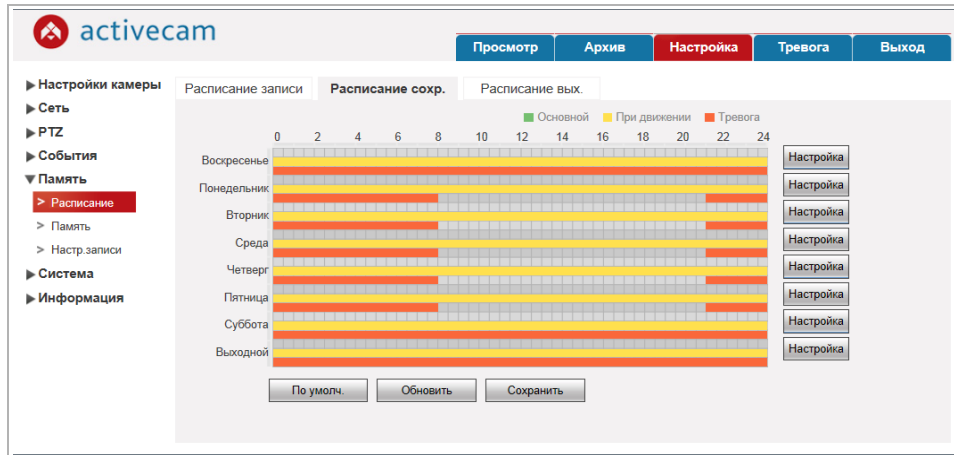 activecam
Просмотр Архив Настройка Тревога Выход
Настройки камеры
Сеть
PTZ
События
Память
> Расписание
> Память
> Настр.записи
Система
Информация
Расписание записи Расписание сохр. Расписание вых.
Основной При движении Тревога
0 2 4 6 8 10 12 14 16 18 20 22 24
Воскресенье Настройка
Понедельник Настройка
Вторник Настройка
Среда Настройка
Четверг Настройка
Пятница Настройка
Суббота Настройка
Выходной Настройка
По умолч. Обновить Сохранить